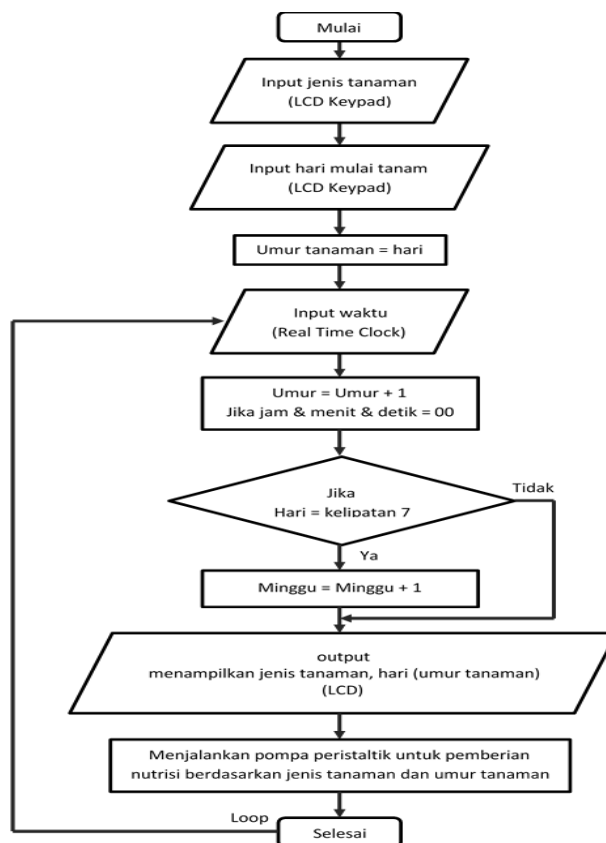 Mulai
Input jenis tanaman
(LCD Keypad)
Input hari mulai tanam
(LCD Keypad)
Umur tanaman = hari
Input waktu
(Real Time Clock)
Umur = Umur + 1
Jika jam & menit & detik = 00
Jika
Hari = kelipatan 7
Tidak
Ya
Minggu = Minggu + 1
output
menampilkan jenis tanaman, hari (umur tanaman)
(LCD)
Menjalankan pompa peristaltik untuk pemberian
nutrisi berdasarkan jenis tanaman dan umur tanaman
Loop
Selesai